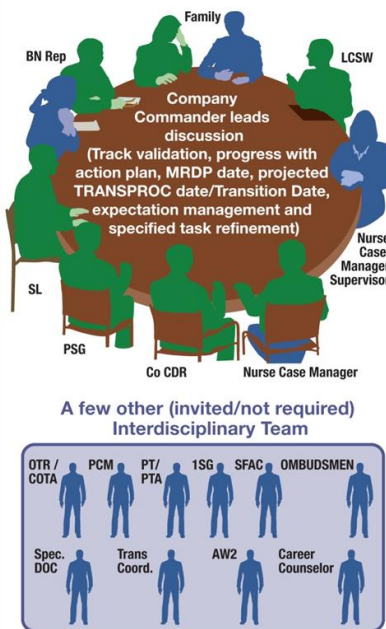 Family
BN Rep
LCSW
Company
Commander leads
discussion
(Track validation, progress with
action plan, MRDP date, projected
TRANSPROC date/Transition Date,
expectation management and
specified task refinement)
Nurse
Case
Manager
Supervisor
SL
PSG
Co CDR
Nurse Case Manager
A few other (invited/not required)
Interdisciplinary Team
OTR / COTA
PCM
PT/ PTA
1SG
SFAC
OMBUDSMEN
Spec. DOC
Trans Coord.
AW2
Career Counselor